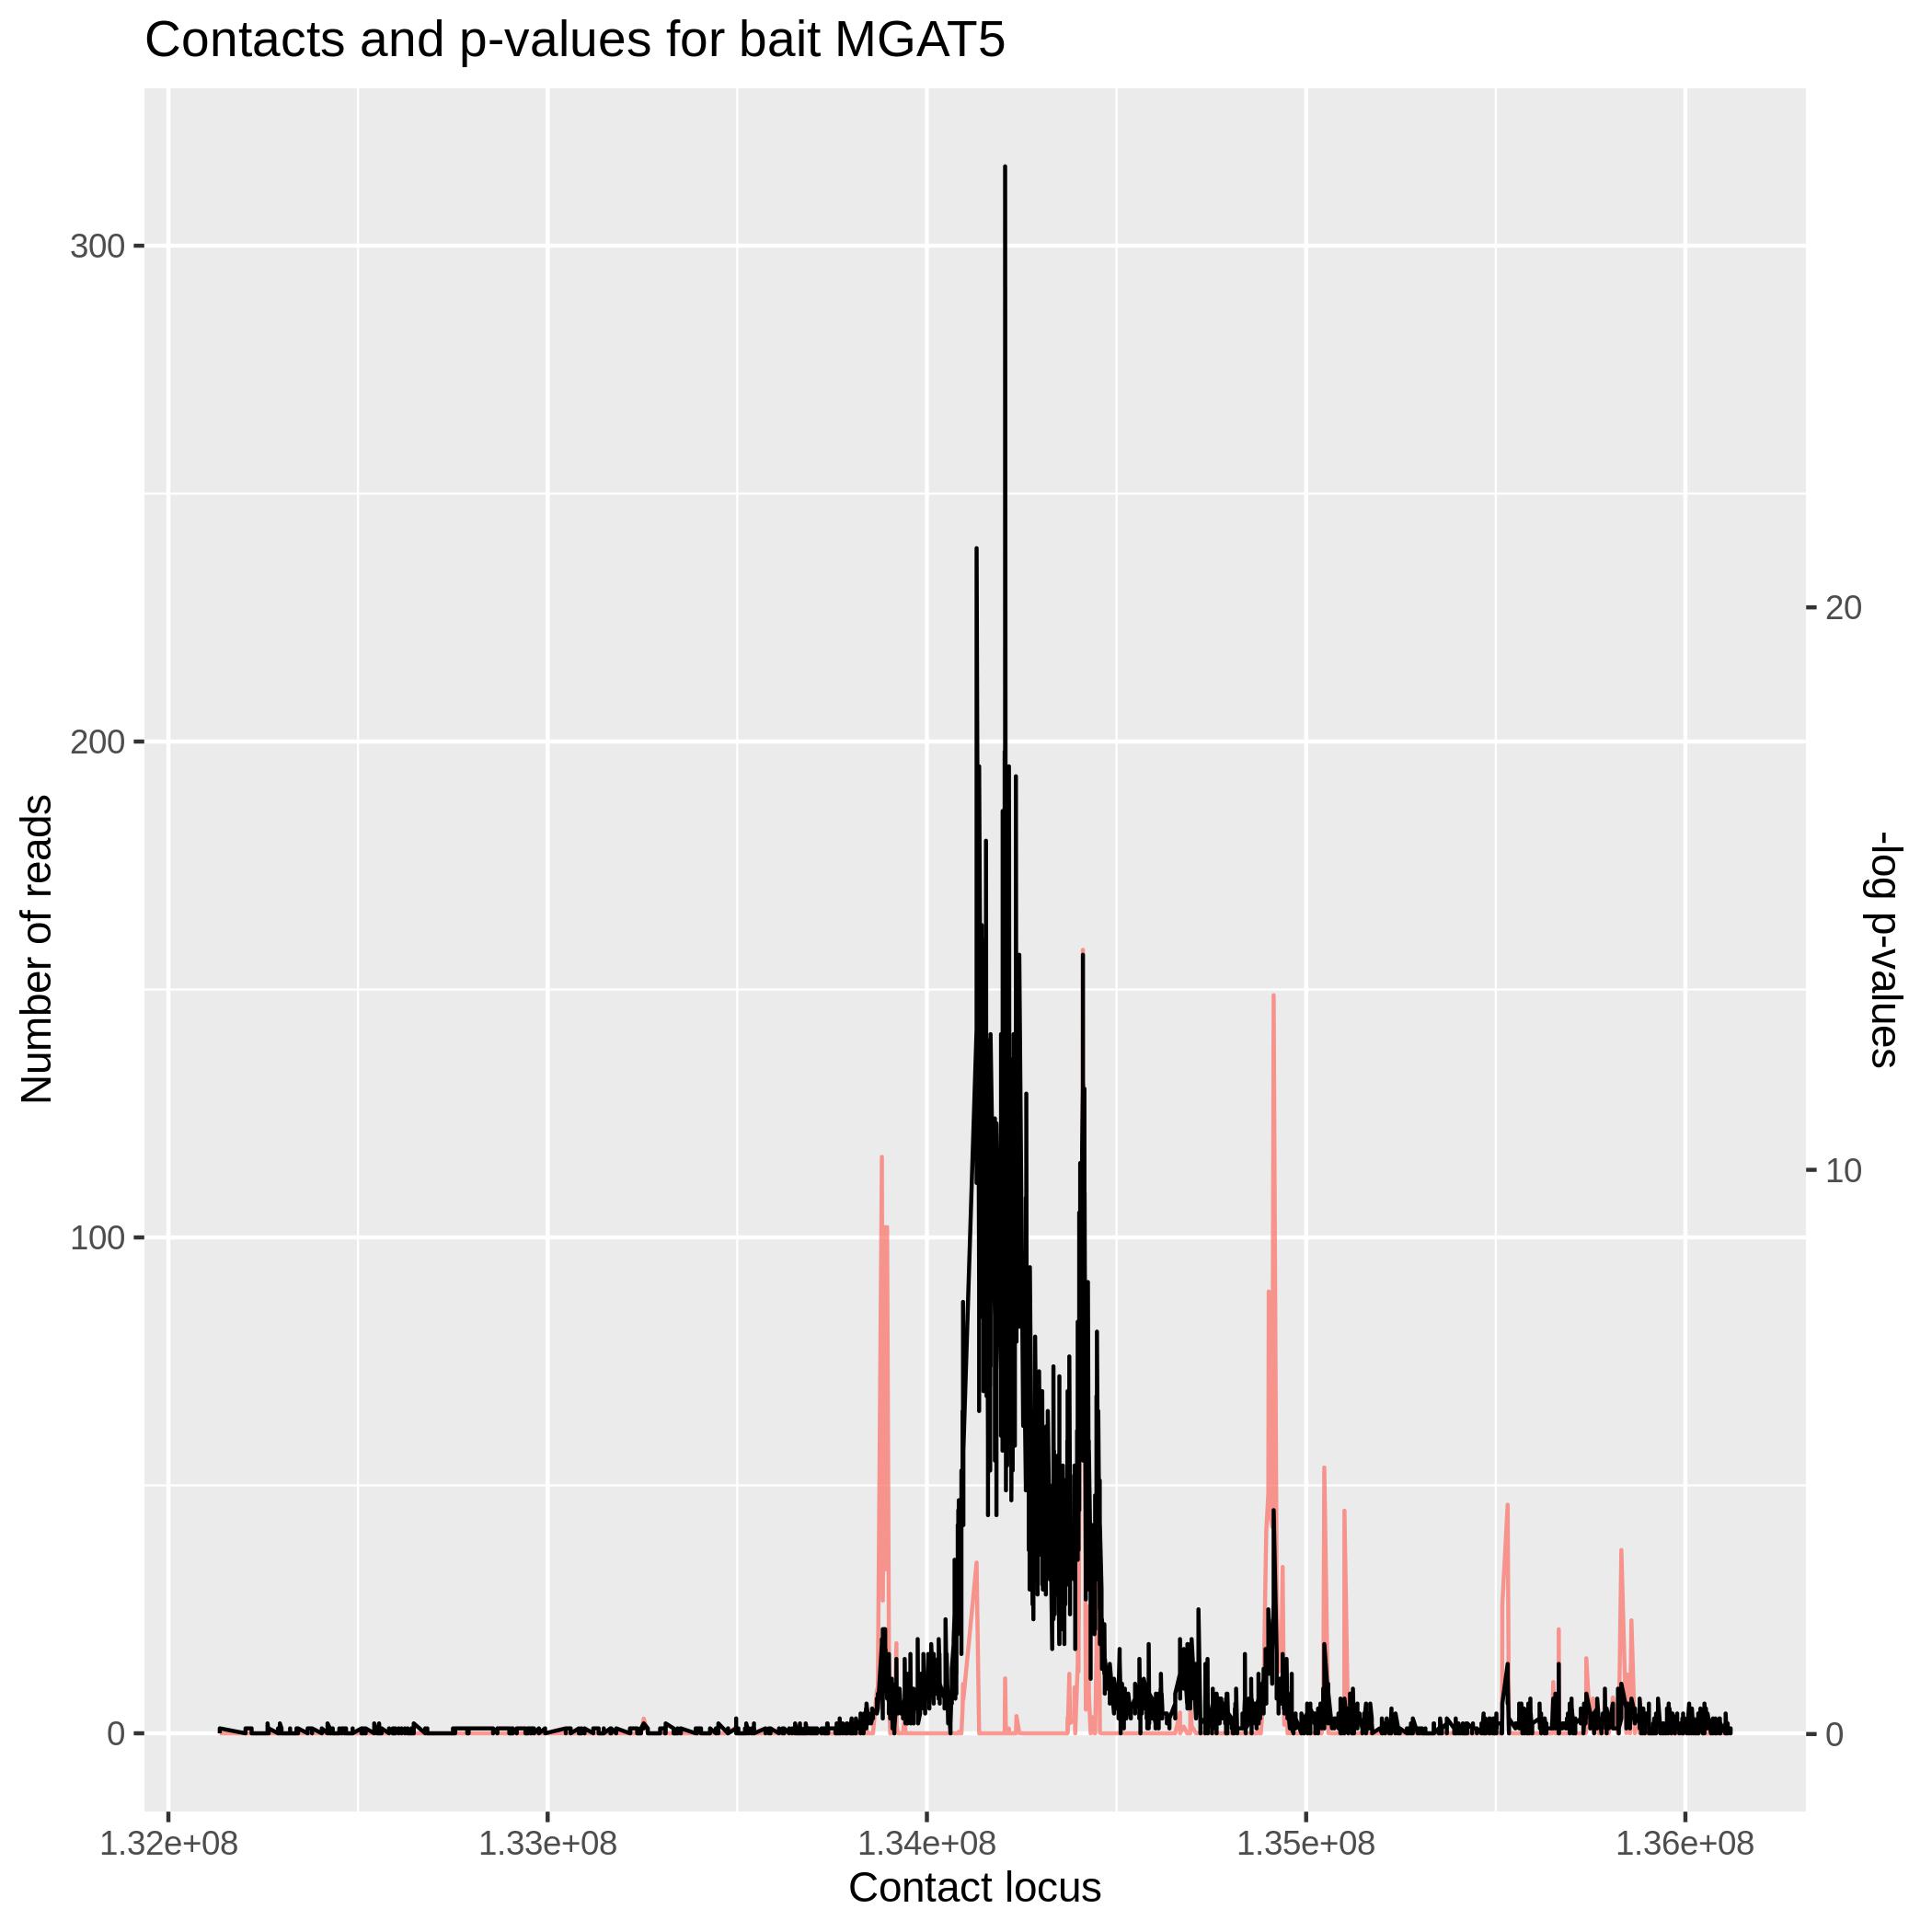 Contacts and p-values for bait MGAT5
Number of reads
300
200
100
0
-log p-values
20
10
0
1.32e+08
1.33e+08
1.34e+08
1.35e+08
1.36e+08
Contact locus